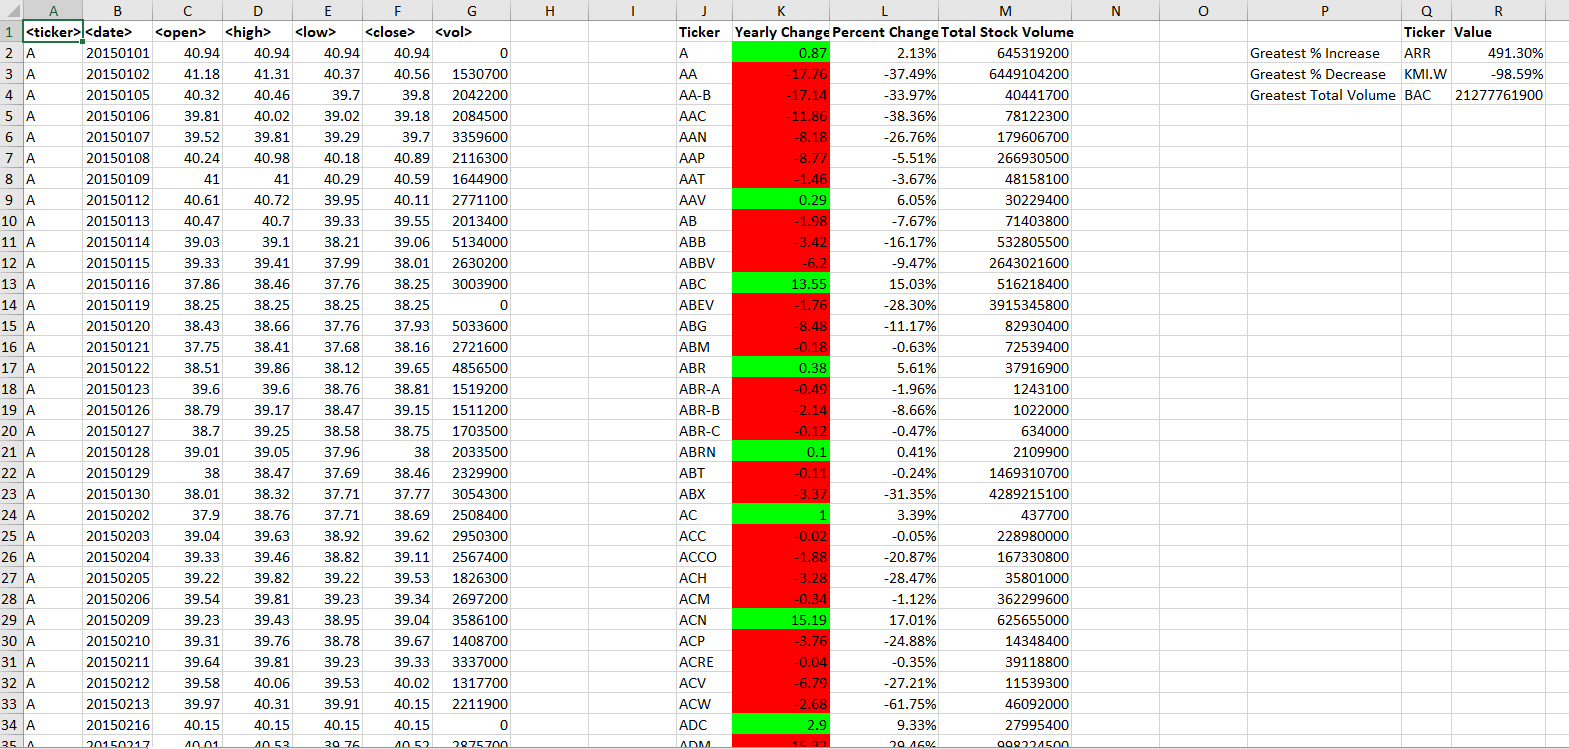 A B C D E F G H I J K L M N O P Q R
1 <ticker> <date> <open> <high> <low> <close> <vol> Ticker Yearly Change Percent Change Total Stock Volume Ticker Value
2 A 20150101 40.94 40.94 40.94 40.94 0 A 0.87 2.13% 645319200 Greatest % Increase ARR 491.30%
3 A 20150102 41.18 41.31 40.37 40.56 1530700 AA -17.76 -37.49% 6449104200 Greatest % Decrease KMI.W -98.59%
4 A 20150105 40.32 40.46 39.7 39.8 2042200 AA-B -17.14 -33.97% 40441700 Greatest Total Volume BAC 21277761900
5 A 20150106 39.81 40.02 39.02 39.18 2084500 AAC -11.86 -38.36% 78122300
6 A 20150107 39.52 39.81 39.29 39.7 3359600 AAN -8.18 -26.76% 179606700
7 A 20150108 40.24 40.98 40.18 40.89 2116300 AAP -8.77 -5.51% 266930500
8 A 20150109 41 41 40.29 40.59 1644900 AAT -1.46 -3.67% 48158100
9 A 20150112 40.61 40.72 39.95 40.11 2771100 AAV 0.29 6.05% 30229400
10 A 20150113 40.47 40.7 39.33 39.55 2013400 AB -1.98 -7.67% 71403800
11 A 20150114 39.03 39.1 38.21 39.06 5134000 ABB -3.42 -16.17% 532805500
12 A 20150115 39.33 39.41 37.99 38.01 2630200 ABBV -6.2 -9.47% 2643021600
13 A 20150116 37.86 38.46 37.76 38.25 3003900 ABC 13.55 15.03% 516218400
14 A 20150119 38.25 38.25 38.25 38.25 0 ABEV -1.76 -28.30% 3915345800
15 A 20150120 38.43 38.66 37.76 37.93 5033600 ABG -8.48 -11.17% 82930400
16 A 20150121 37.75 38.41 37.68 38.16 2721600 ABM -0.18 -0.63% 72539400
17 A 20150122 38.51 39.86 38.12 39.65 4856500 ABR 0.38 5.61% 37916900
18 A 20150123 39.6 39.6 38.76 38.81 1519200 ABR-A -0.49 -1.96% 1243100
19 A 20150126 38.79 39.17 38.47 39.15 1511200 ABR-B -2.14 -8.66% 1022000
20 A 20150127 38.7 39.25 38.58 38.75 1703500 ABR-C -0.12 -0.47% 634000
21 A 20150128 39.01 39.05 37.96 38 2033500 ABRN 0.1 0.41% 2109900
22 A 20150129 38 38.47 37.69 38.46 2329900 ABT -0.11 -0.24% 1469310700
23 A 20150130 38.01 38.32 37.71 37.77 3054300 ABX -3.37 -31.35% 4289215100
24 A 20150202 37.9 38.76 37.71 38.69 2508400 AC 1 3.39% 437700
25 A 20150203 39.04 39.63 38.92 39.62 2950300 ACC -0.02 -0.05% 228980000
26 A 20150204 39.33 39.46 38.82 39.11 2567400 ACCO -1.88 -20.87% 167330800
27 A 20150205 39.22 39.82 39.22 39.53 1826300 ACH -3.28 -28.47% 35801000
28 A 20150206 39.54 39.81 39.23 39.34 2697200 ACM -0.34 -1.12% 362299600
29 A 20150209 39.23 39.43 38.95 39.04 3586100 ACN 15.19 17.01% 625655000
30 A 20150210 39.31 39.76 38.78 39.67 1408700 ACP -3.76 -24.88% 14348400
31 A 20150211 39.64 39.81 39.23 39.33 3337000 ACRE -0.04 -0.35% 39118800
32 A 20150212 39.58 40.06 39.53 40.02 1317700 ACV -6.79 -27.21% 11539300
33 A 20150213 39.97 40.31 39.91 40.15 2211900 ACW -2.68 -61.75% 46092000
34 A 20150216 40.15 40.15 40.15 40.15 0 ADC 2.9 9.33% 27995400
35 A 20150217 40.01 40.53 39.76 40.52 2875700 ADM 15.32 29.46% 998224500